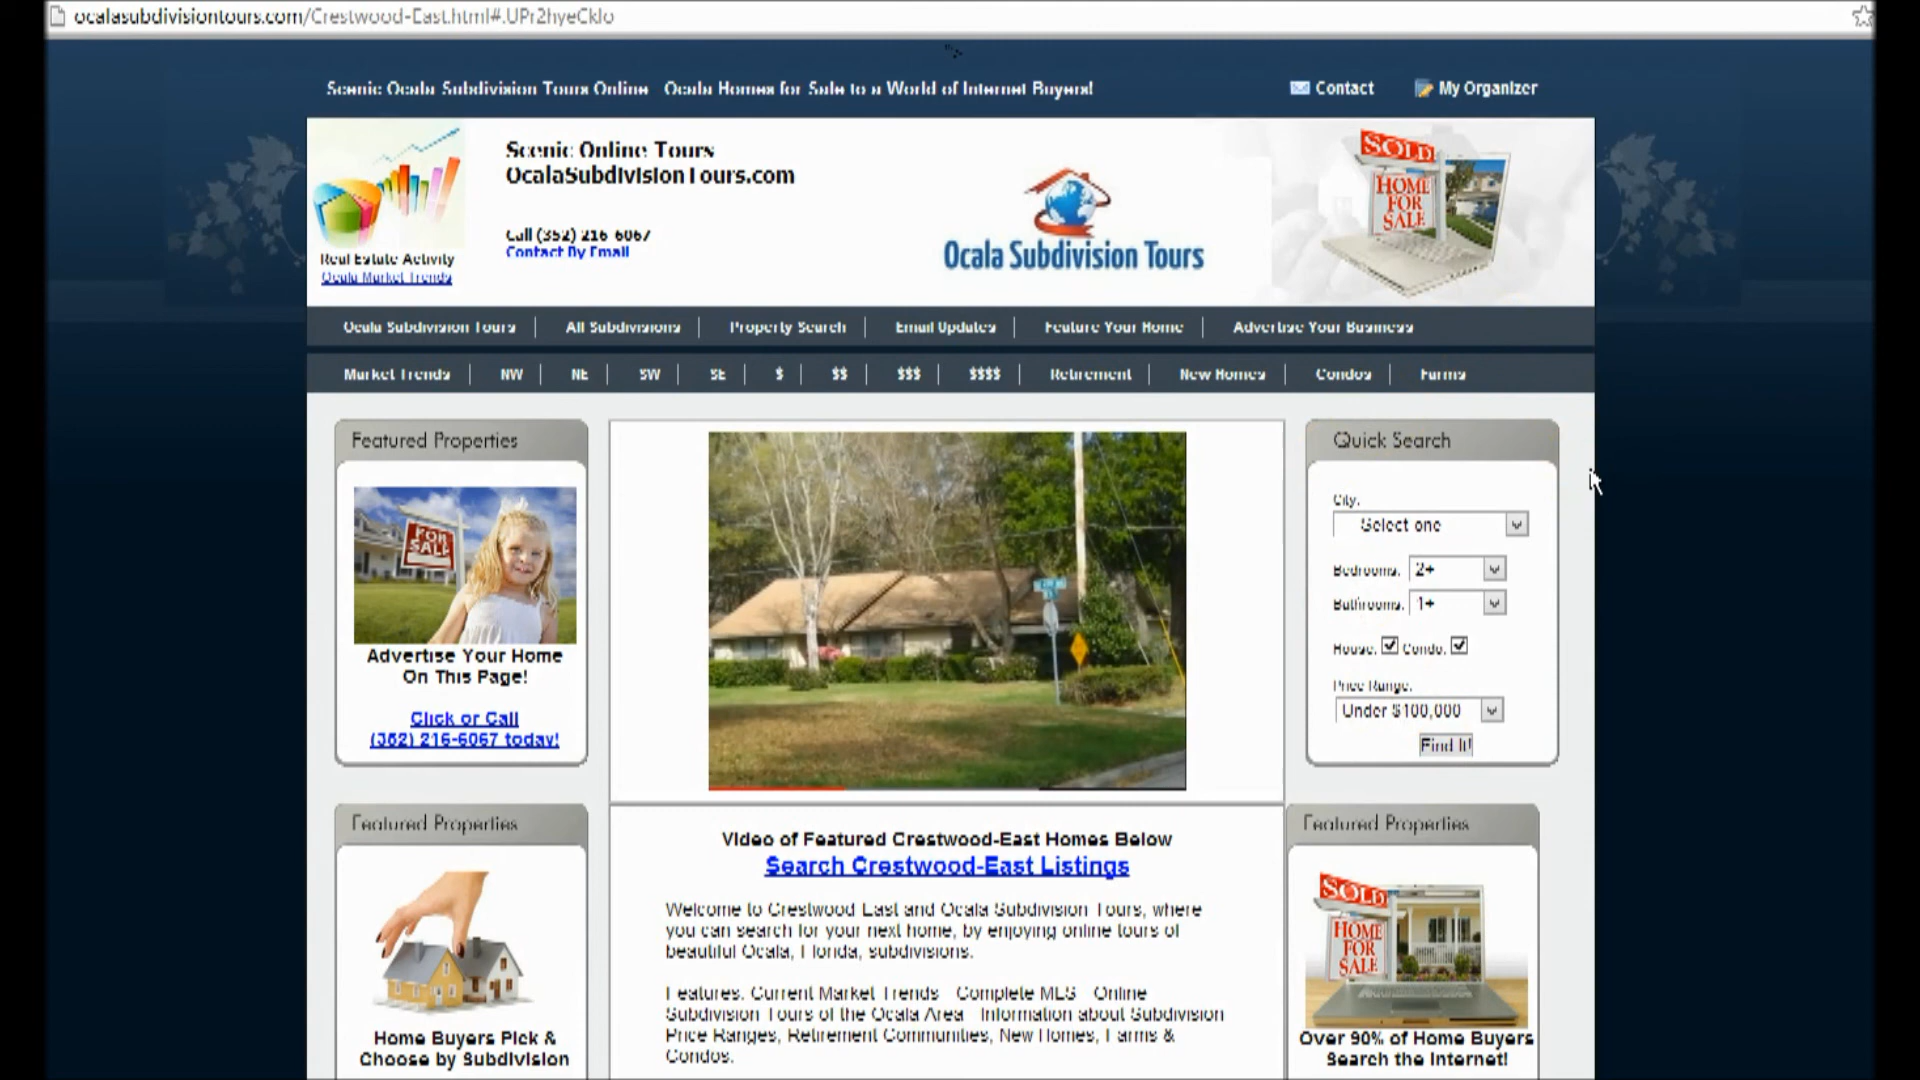 ocalasubdivisiontours.com/Crestwood-East.html#.UPr2hyeCklo
Scenic Ocala Subdivision Tours Online Ocala Homes for Sale to a World of Internet Buyers!
Contact
My Organizer
Real Estate Activity
Ocala Market Trends
Scenic Online Tours
OcalaSubdivisionTours.com
Call (352) 216-6067
Contact By Email
Ocala Subdivision Tours
SOLD
HOME
FOR
SALE
Ocala Subdivision Tours
All Subdivisions
Property Search
Email Updates
Feature Your Home
Advertise Your Business
Market Trends
NW
NE
SW
SE
$
$$
$$$
$$$$
Retirement
New Homes
Condos
Farms
Featured Properties
FOR
SALE
Advertise Your Home
On This Page!
Click or Call
(352) 216-6067 today!
Featured Properties
Home Buyers Pick &
Choose by Subdivision
Video of Featured Crestwood-East Homes Below
Search Crestwood-East Listings
Welcome to Crestwood East and Ocala Subdivision Tours, where
you can search for your next home, by enjoying online tours of
beautiful Ocala, Florida, subdivisions.
Features: Current Market Trends Complete MLS Online
Subdivision Tours of the Ocala Area Information about Subdivision
Price Ranges, Retirement Communities, New Homes, Farms &
Condos.
Quick Search
City:
Select one
Bedrooms: 2+
Bathrooms: 1+
House: Condo:
Price Range:
Under $100,000
Find It!
Featured Properties
SOLD
HOME
FOR
SALE
Over 90% of Home Buyers
Search the Internet!